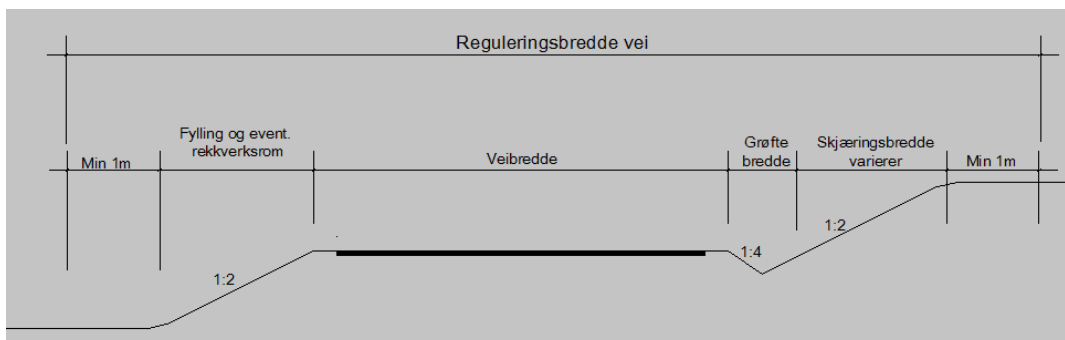 Reguleringsbredde vei
Min 1m
Fylling og event.
rekkverksrom
Veibredde
Grøfte
bredde
Skjæringsbredde
varierer
Min 1m
1:2
1:4
1:2